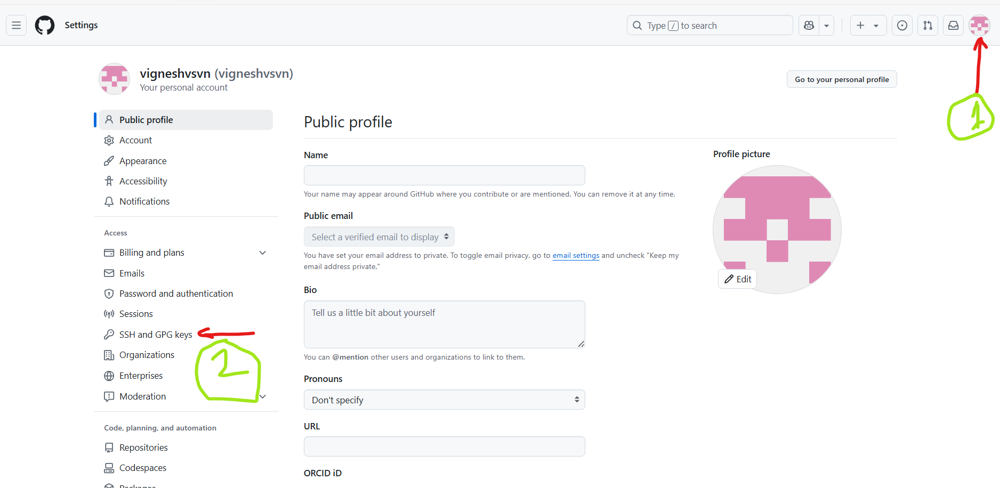 Settings
Type / to search
vigneshvsvn (vigneshvsvn)
Your personal account
Go to your personal profile
1
Public profile
Account
Appearance
Accessibility
Notifications
Access
Billing and plans
Emails
Password and authentication
Sessions
SSH and GPG keys
2
Organizations
Enterprises
Moderation
Code, planning, and automation
Repositories
Codespaces
Packages
Public profile
Name
Your name may appear around GitHub where you contribute or are mentioned. You can remove it at any time.
Public email
Select a verified email to display
You have set your email address to private. To toggle email privacy, go to email settings and uncheck "Keep my
email address private."
Bio
Tell us a little bit about yourself
You can @mention other users and organizations to link to them.
Pronouns
Don't specify
URL
ORCID iD
Profile picture
Edit